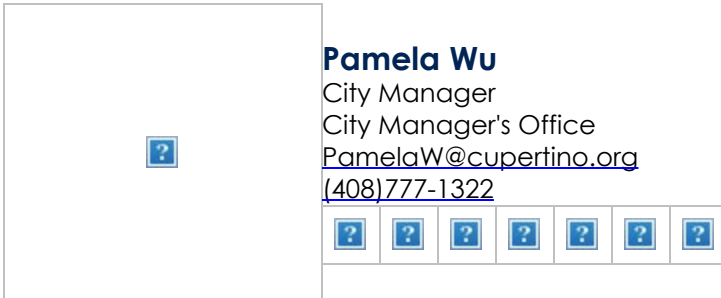 Pamela Wu
City Manager
City Manager's Office
PamelaW@cupertino.org
(408)777-1322